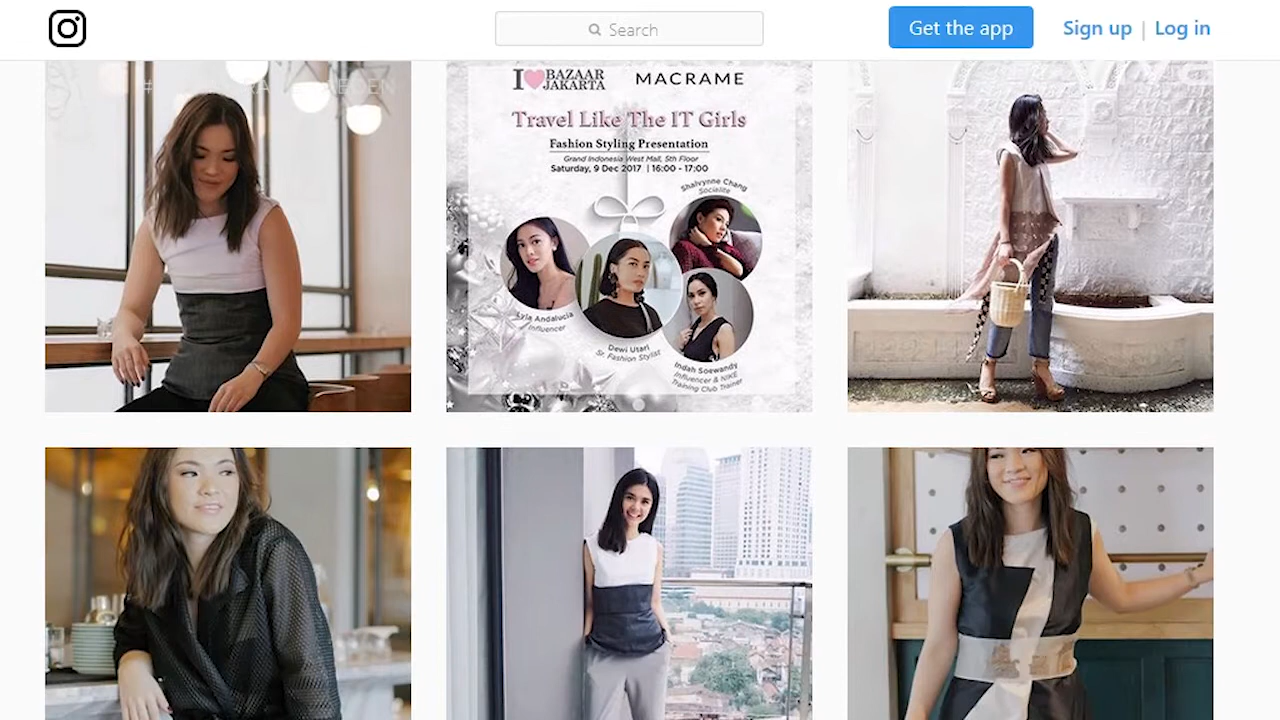 Search
Get the app
Sign up | Log in
I BAZAAR
JAKARTA
MACRAME
Travel Like The IT Girls
Fashion Styling Presentation
Grand Indonesia West Mall, 5th Floor
Saturday, 9 Dec 2017 | 16:00 - 17:00
Shalvynne Chang
Socialite
Lyla Andalucia
Influencer
Dewi Utari
Sr. Fashion Stylist
Indah Soewandy
Influencer & NIKE
Training Club Trainer